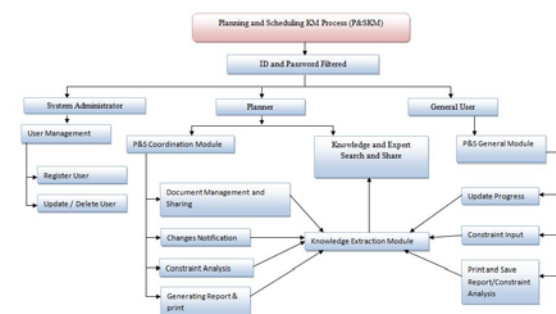 Planning and Scheduling KM Process (P&SKM)
ID and Password Filtered
System Administrator
Planner
General User
User Management
P&S Coordination Module
Knowledge and Expert
Search and Share
P&S General Module
Register User
Update / Delete User
Document Management and
Sharing
Changes Notification
Constraint Analysis
Generating Report &
print
Knowledge Extraction Module
Update Progress
Constraint Input
Print and Save
Report/Constraint
Analysis